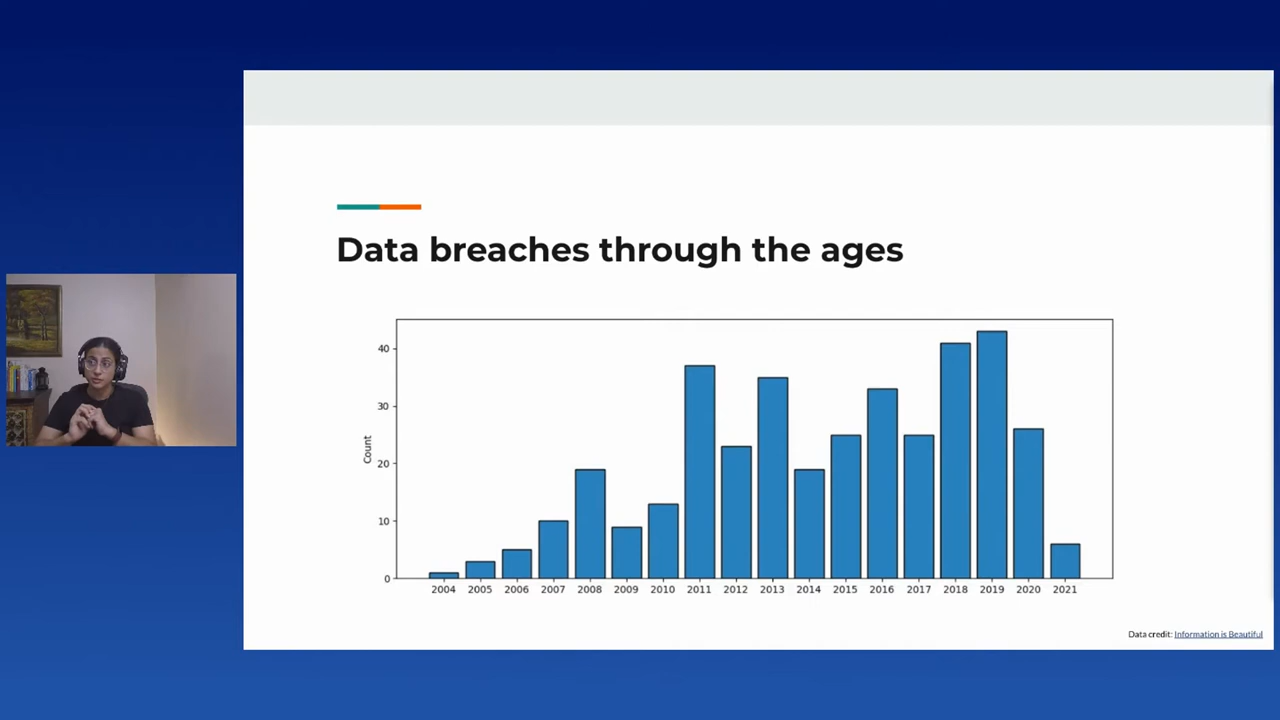 Data breaches through the ages
Count
40
30
20
10
0
2004 2005 2006 2007 2008 2009 2010 2011 2012 2013 2014 2015 2016 2017 2018 2019 2020 2021
Data credit: Information is Beautiful